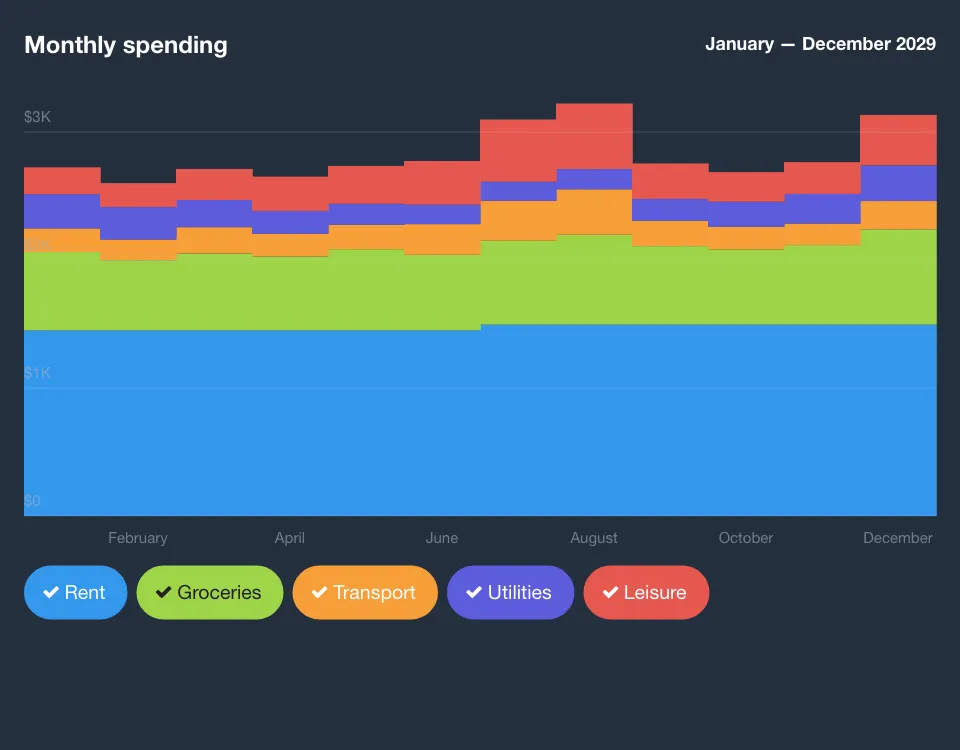 Monthly spending
January — December 2029
$3K
$2K
$1K
$0
February April June August October December
Rent Groceries Transport Utilities Leisure